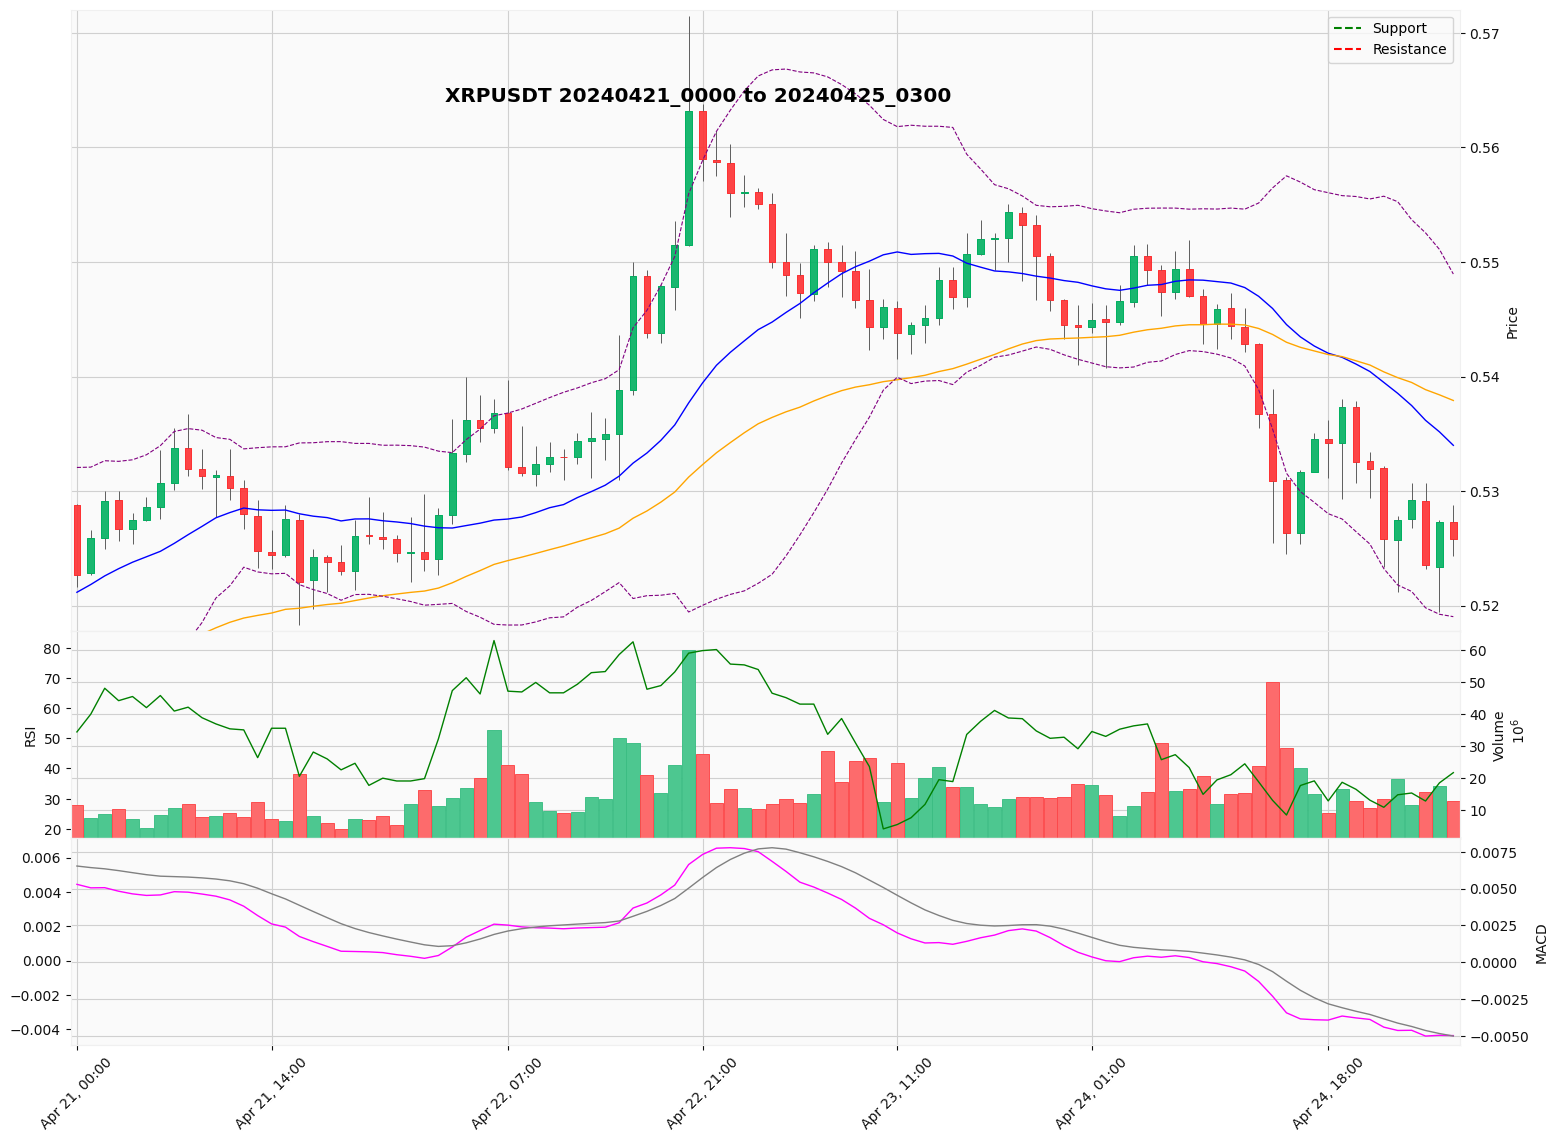 XRPUSDT 20240421_0000 to 20240425_0300
Support
Resistance
0.57
0.56
0.55
0.54
0.53
0.52
Price
80
70
60
50
40
30
20
RSI
60
50
40
30
20
10
Volume
10^6
0.006
0.004
0.002
0.000
−0.002
−0.004
0.0075
0.0050
0.0025
0.0000
−0.0025
−0.0050
MACD
Apr 21, 00:00
Apr 21, 14:00
Apr 22, 07:00
Apr 22, 21:00
Apr 23, 11:00
Apr 24, 01:00
Apr 24, 18:00